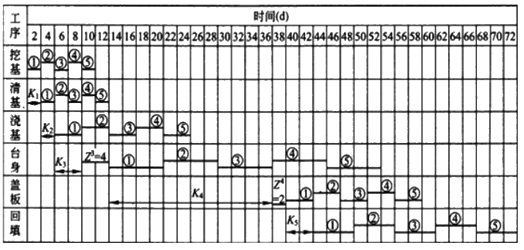 工序 时间(d)
2 4 6 8 10 12 14 16 18 20 22 24 26 28 30 32 34 36 38 40 42 44 46 48 50 52 54 56 58 60 62 64 66 68 70 72
挖基 ① ② ③ ④ ⑤
清基 K₁ ① ② ③ ④ ⑤
浇基 K₂ ① ② ③ ④ ⑤
台身 K₃ Z³=4 ① ② ③ ④ ⑤
盖板 K₄ Z⁴=2 ① ② ③ ④ ⑤
回填 K₅ ① ② ③ ④ ⑤